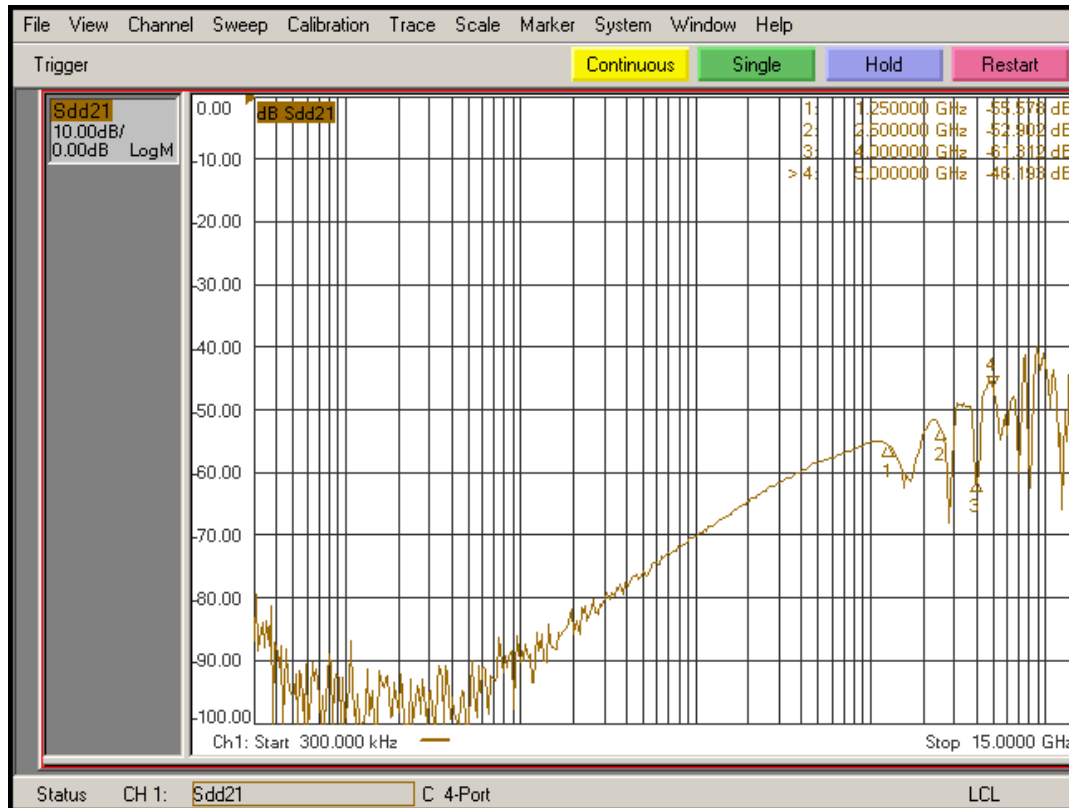 File View Channel Sweep Calibration Trace Scale Marker System Window Help
Trigger Continuous Single Hold Restart
Sdd21
10.00dB/
0.00dB LogM
dB Sdd21
1: 1.250000 GHz -55.578 dB
2: 2.500000 GHz -52.902 dB
3: 4.000000 GHz -61.812 dB
> 4: 5.000000 GHz -46.193 dB
0.00
-10.00
-20.00
-30.00
-40.00
-50.00
-60.00
-70.00
-80.00
-90.00
-100.00
1
2
3
4
Ch1: Start 300.000 kHz Stop 15.0000 GHz
Status CH 1: Sdd21 C 4-Port LCL